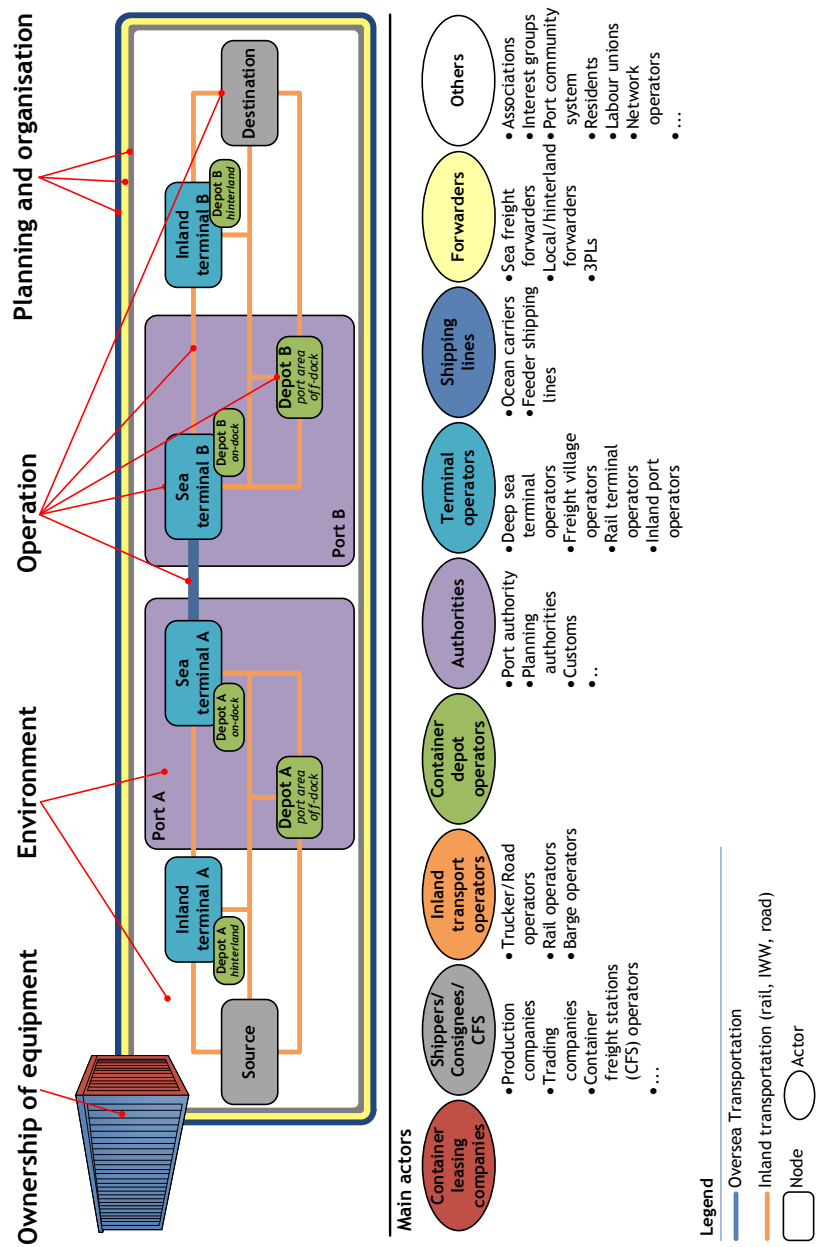 Ownership of equipment
Environment
Operation
Planning and organisation
Source
Inland
terminal A
Depot A
hinterland
Port A
Depot A
port area
off-dock
Sea
terminal A
Depot A
on-dock
Sea
terminal B
Depot B
on-dock
Port B
Depot B
port area
off-dock
Inland
terminal B
Depot B
hinterland
Destination
Main actors
Container
leasing
companies
Shippers/
Consignees/
CFS
•Production
companies
•Trading
companies
•Container
freight stations
(CFS) operators
•...
Inland
transport
operators
•Trucker/Road
operators
•Rail operators
•Barge operators
Container
depot
operators
Authorities
•Port authority
•Planning
authorities
•Customs
•..
Terminal
operators
•Deep sea
terminal
operators
•Freight village
operators
•Rail terminal
operators
•Inland port
operators
Shipping
lines
•Ocean carriers
•Feeder shipping
lines
Forwarders
•Sea freight
forwarders
•Local/hinterland
forwarders
•3PLs
Others
•Associations
•Interest groups
•Port community
system
•Residents
•Labour unions
•Network
operators
•...
Legend
Oversea Transportation
Inland transportation (rail, IWW, road)
Node
Actor